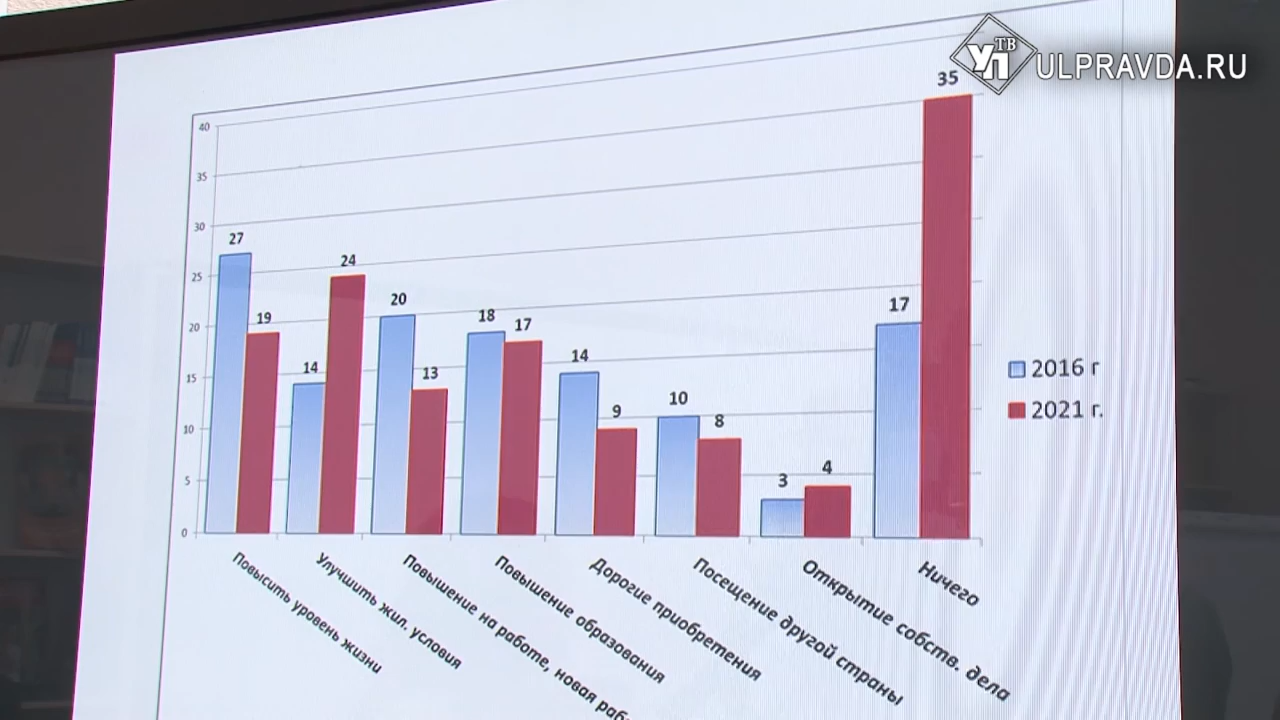 УП ТВ
ULPRAVDA.RU
40
35
30
25
20
15
10
5
0
27
19
14
24
20
13
18
17
14
9
10
8
3
4
17
35
2016 г
2021 г.
Повысить уровень жизни
Улучшить жил. условия
Повышение на работе, новая
Повышение образования
Дорогие приобретения
Посещение другой страны
Открытие собств. дела
Ничего